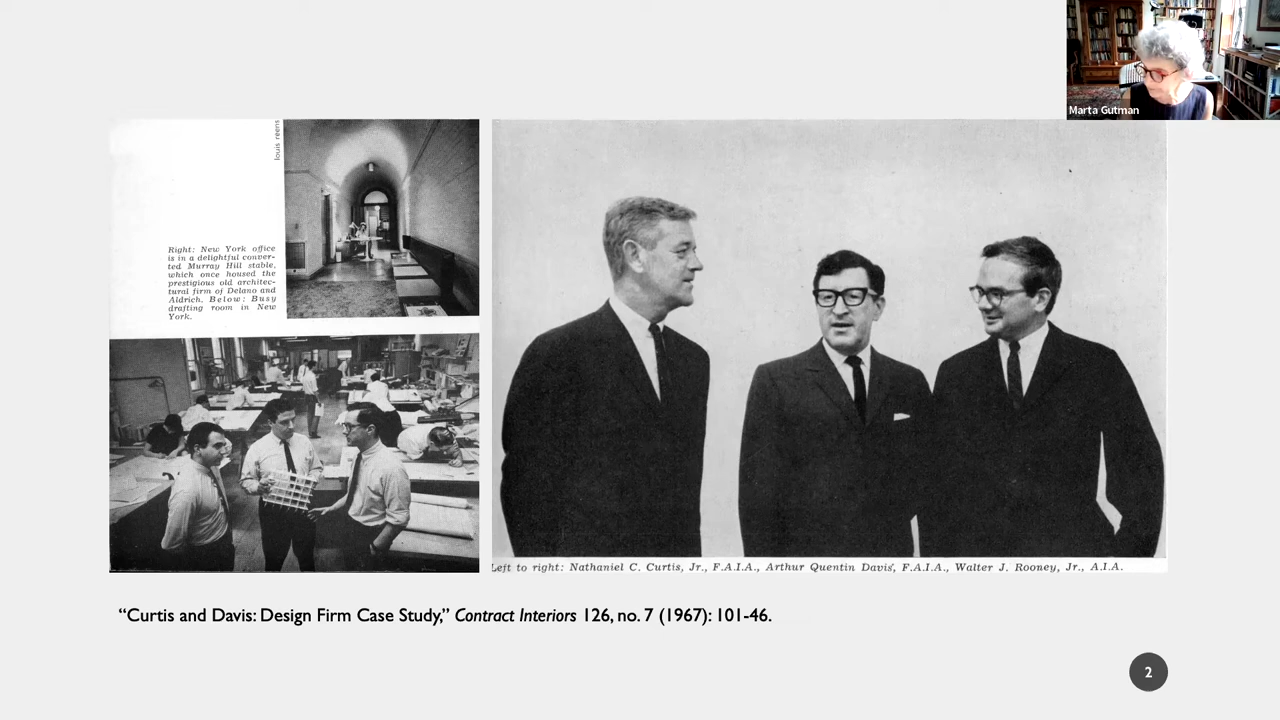 Marta Gutman
louis reens
Right: New York office
is in a delightful conver-
ted Murray Hill stable,
which once housed the
prestigious old architec-
tural firm of Delano and
Aldrich. Below: Busy
drafting room in New
York.
Left to right: Nathaniel C. Curtis, Jr., F.A.I.A., Arthur Quentin Davis, F.A.I.A., Walter J. Rooney, Jr., A.I.A.
“Curtis and Davis: Design Firm Case Study,” Contract Interiors 126, no. 7 (1967): 101-46.
2